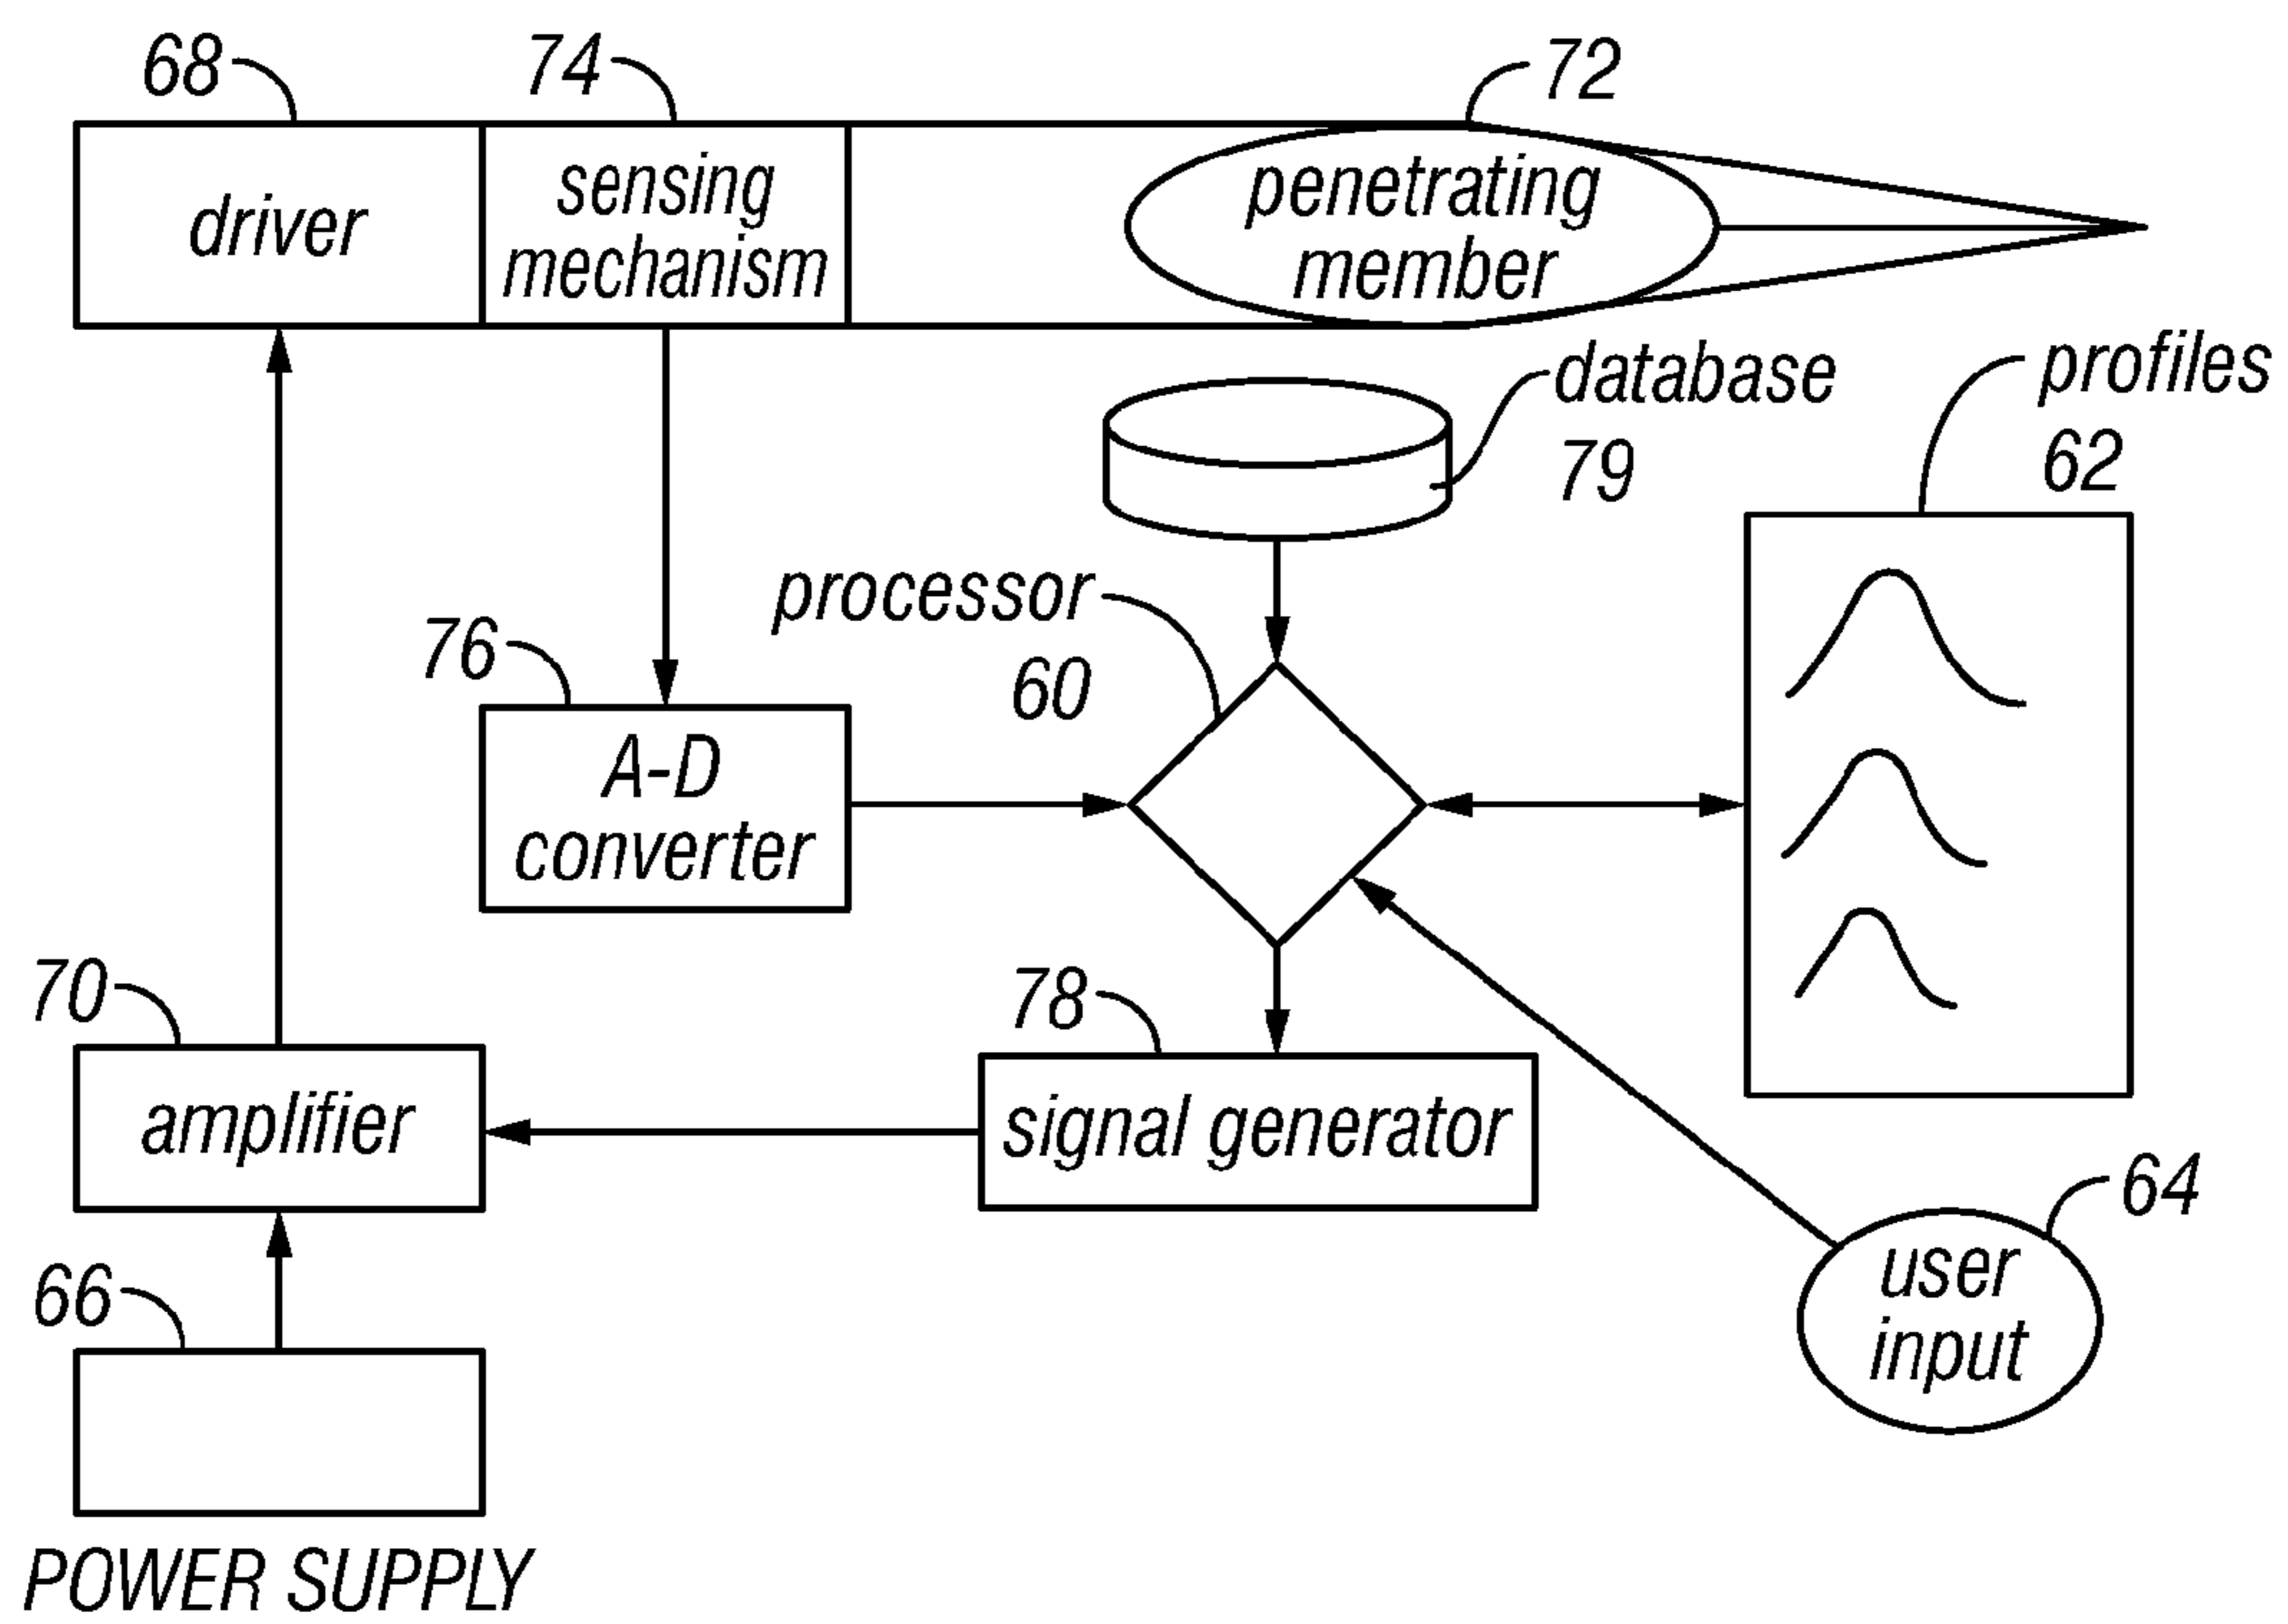 68
74
72
driver
sensing
mechanism
penetrating
member
database
79
profiles
62
processor
60
76
A-D
converter
70
78
amplifier
signal generator
64
user
input
66
POWER SUPPLY